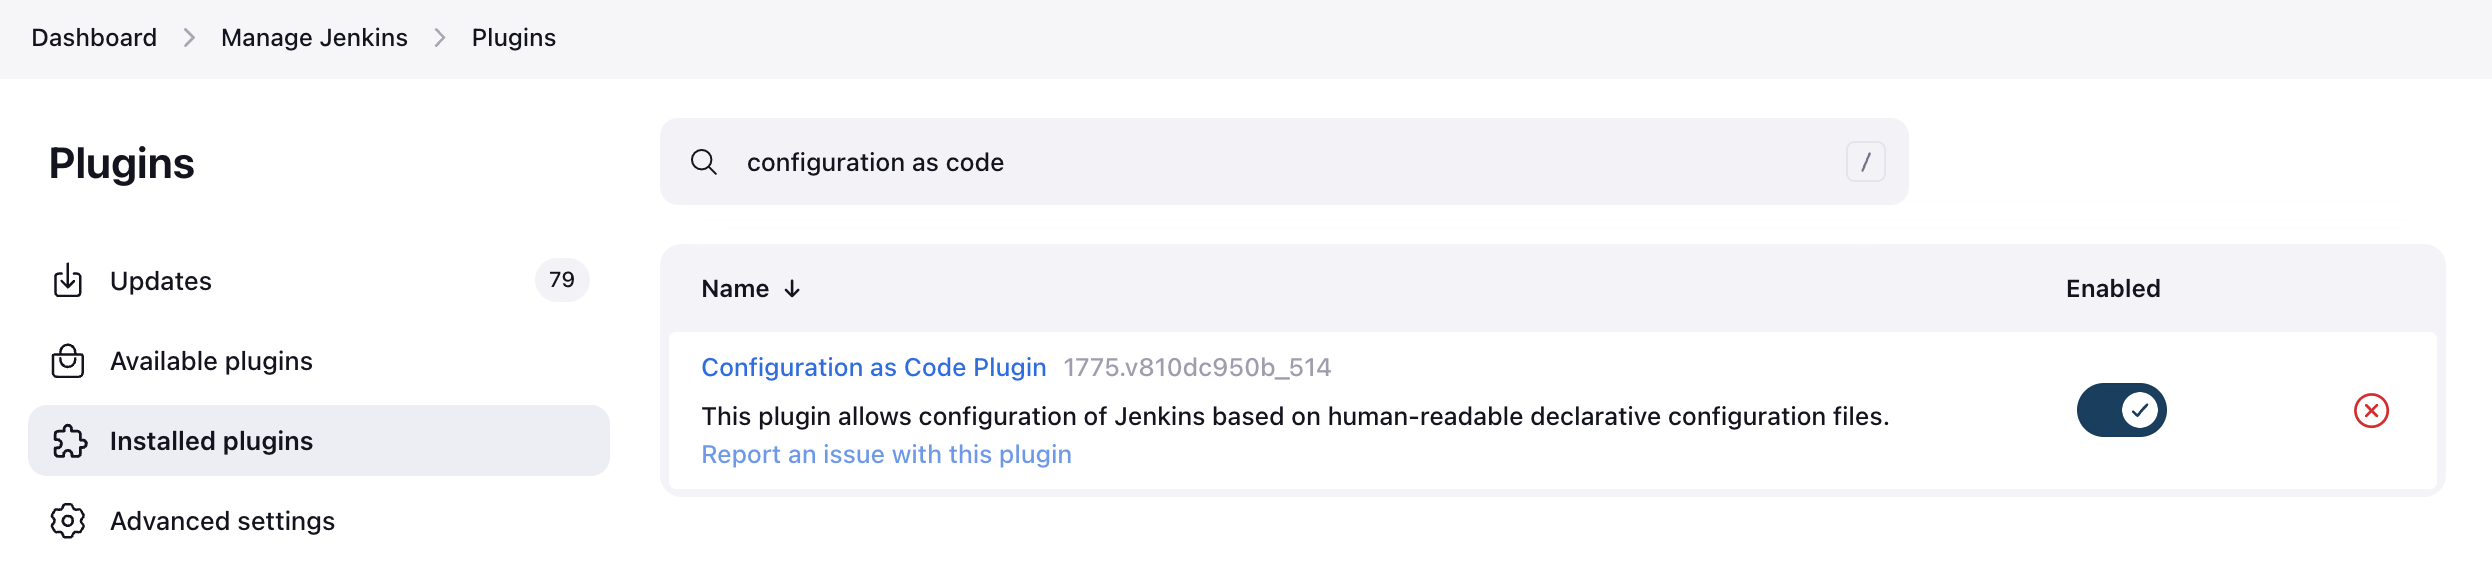 Dashboard > Manage Jenkins > Plugins
Plugins
configuration as code /
Updates 79
Available plugins
Installed plugins
Advanced settings
Name ↓ Enabled
Configuration as Code Plugin 1775.v810dc950b_514
This plugin allows configuration of Jenkins based on human-readable declarative configuration files.
Report an issue with this plugin